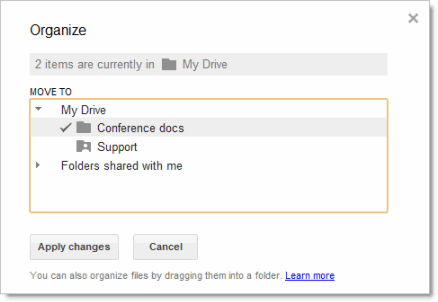 Organize
2 items are currently in My Drive
MOVE TO
My Drive
Conference docs
Support
Folders shared with me
Apply changes Cancel
You can also organize files by dragging them into a folder. Learn more